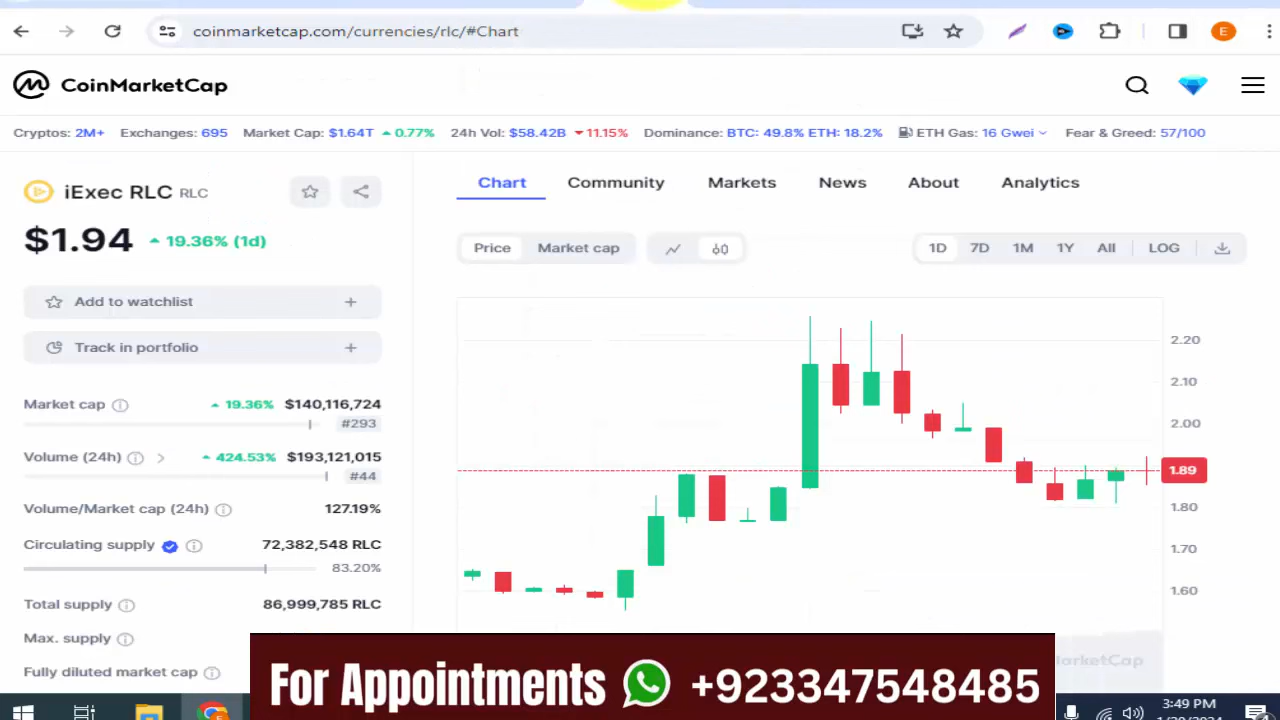 coinmarketcap.com/currencies/rlc/#Chart
E
CoinMarketCap
Cryptos: 2M+ Exchanges: 695 Market Cap: $1.64T 0.77% 24h Vol: $58.42B 11.15% Dominance: BTC: 49.8% ETH: 18.2% ETH Gas: 16 Gwei Fear & Greed: 57/100
iExec RLC RLC
$1.94 19.36% (1d)
Add to watchlist +
Track in portfolio +
Market cap 19.36% $140,116,724
#293
Volume (24h) 424.53% $193,121,015
#44
Volume/Market cap (24h) 127.19%
Circulating supply 72,382,548 RLC
83.20%
Total supply 86,999,785 RLC
Max. supply
Fully diluted market cap
Chart Community Markets News About Analytics
Price Market cap 1D 7D 1M 1Y All LOG
2.20
2.10
2.00
1.89
1.80
1.70
1.60
arketCap
For Appointments +923347548485
3:49 PM